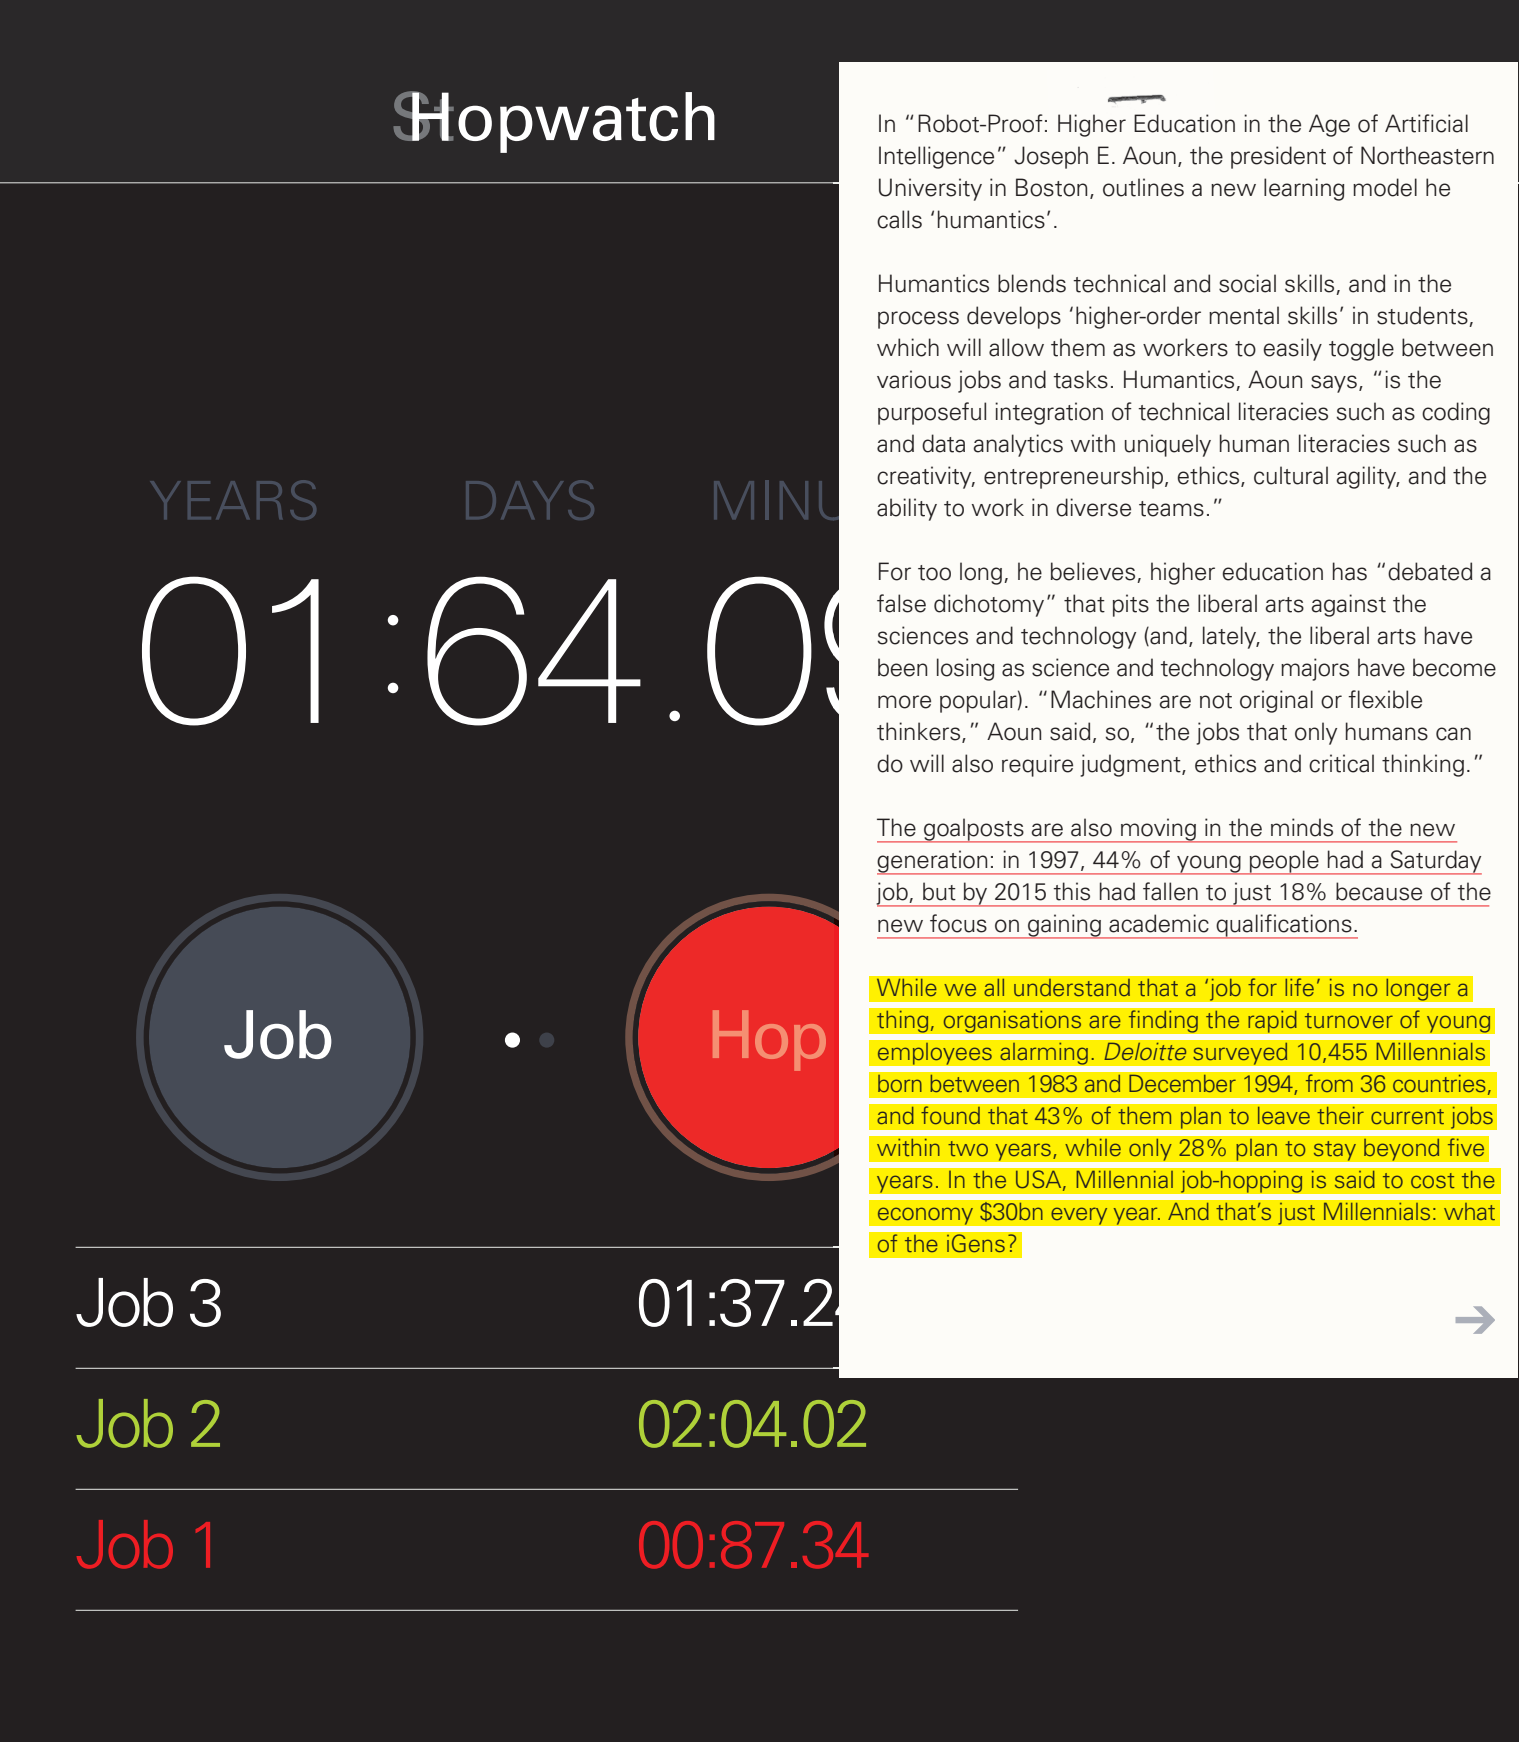 StHopwatch
YEARS DAYS
01:64.09
Job
Hop
Job 3 01:37.24
Job 2 02:04.02
Job 1 00:87.34
In “Robot-Proof: Higher Education in the Age of Artificial
Intelligence” Joseph E. Aoun, the president of Northeastern
University in Boston, outlines a new learning model he
calls ‘humantics’.
Humantics blends technical and social skills, and in the
process develops ‘higher-order mental skills’ in students,
which will allow them as workers to easily toggle between
various jobs and tasks. Humantics, Aoun says, “is the
purposeful integration of technical literacies such as coding
and data analytics with uniquely human literacies such as
creativity, entrepreneurship, ethics, cultural agility, and the
ability to work in diverse teams.”
For too long, he believes, higher education has “debated a
false dichotomy” that pits the liberal arts against the
sciences and technology (and, lately, the liberal arts have
been losing as science and technology majors have become
more popular). “Machines are not original or flexible
thinkers,” Aoun said, so, “the jobs that only humans can
do will also require judgment, ethics and critical thinking.”
The goalposts are also moving in the minds of the new
generation: in 1997, 44% of young people had a Saturday
job, but by 2015 this had fallen to just 18% because of the
new focus on gaining academic qualifications.
While we all understand that a ‘job for life’ is no longer a
thing, organisations are finding the rapid turnover of young
employees alarming. Deloitte surveyed 10,455 Millennials
born between 1983 and December 1994, from 36 countries,
and found that 43% of them plan to leave their current jobs
within two years, while only 28% plan to stay beyond five
years. In the USA, Millennial job-hopping is said to cost the
economy $30bn every year. And that’s just Millennials: what
of the iGens?